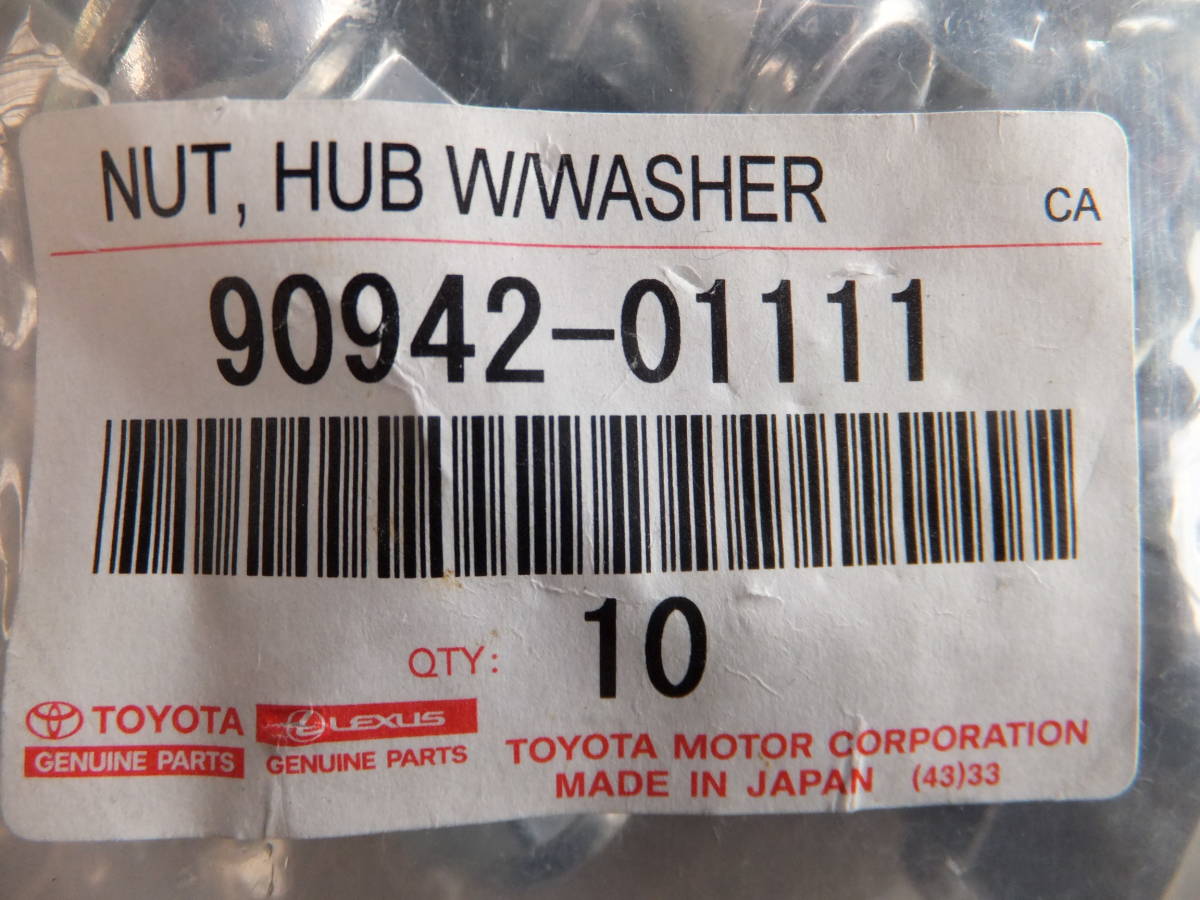 NUT, HUB W/WASHER CA
90942-01111
QTY: 10
TOYOTA
GENUINE PARTS
LEXUS
GENUINE PARTS
TOYOTA MOTOR CORPORATION
MADE IN JAPAN (43)33